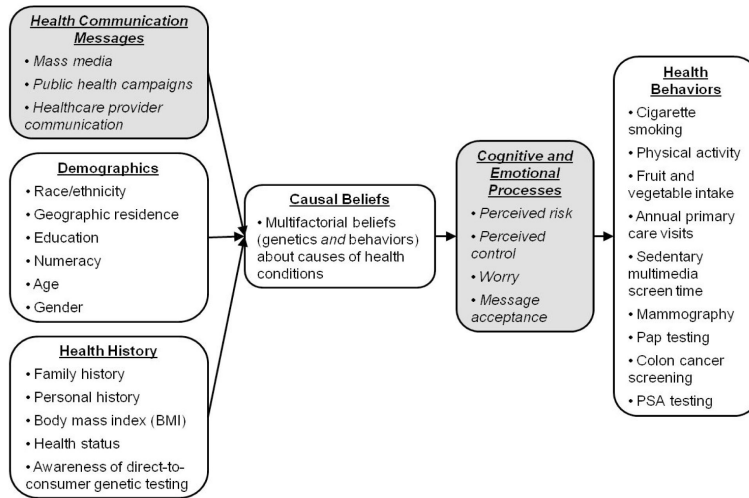 Health Communication
Messages
• Mass media
• Public health campaigns
• Healthcare provider
communication
Demographics
• Race/ethnicity
• Geographic residence
• Education
• Numeracy
• Age
• Gender
Health History
• Family history
• Personal history
• Body mass index (BMI)
• Health status
• Awareness of direct-to-
consumer genetic testing
Causal Beliefs
• Multifactorial beliefs
(genetics and behaviors)
about causes of health
conditions
Cognitive and
Emotional
Processes
• Perceived risk
• Perceived
control
• Worry
• Message
acceptance
Health
Behaviors
• Cigarette
smoking
• Physical activity
• Fruit and
vegetable intake
• Annual primary
care visits
• Sedentary
multimedia
screen time
• Mammography
• Pap testing
• Colon cancer
screening
• PSA testing